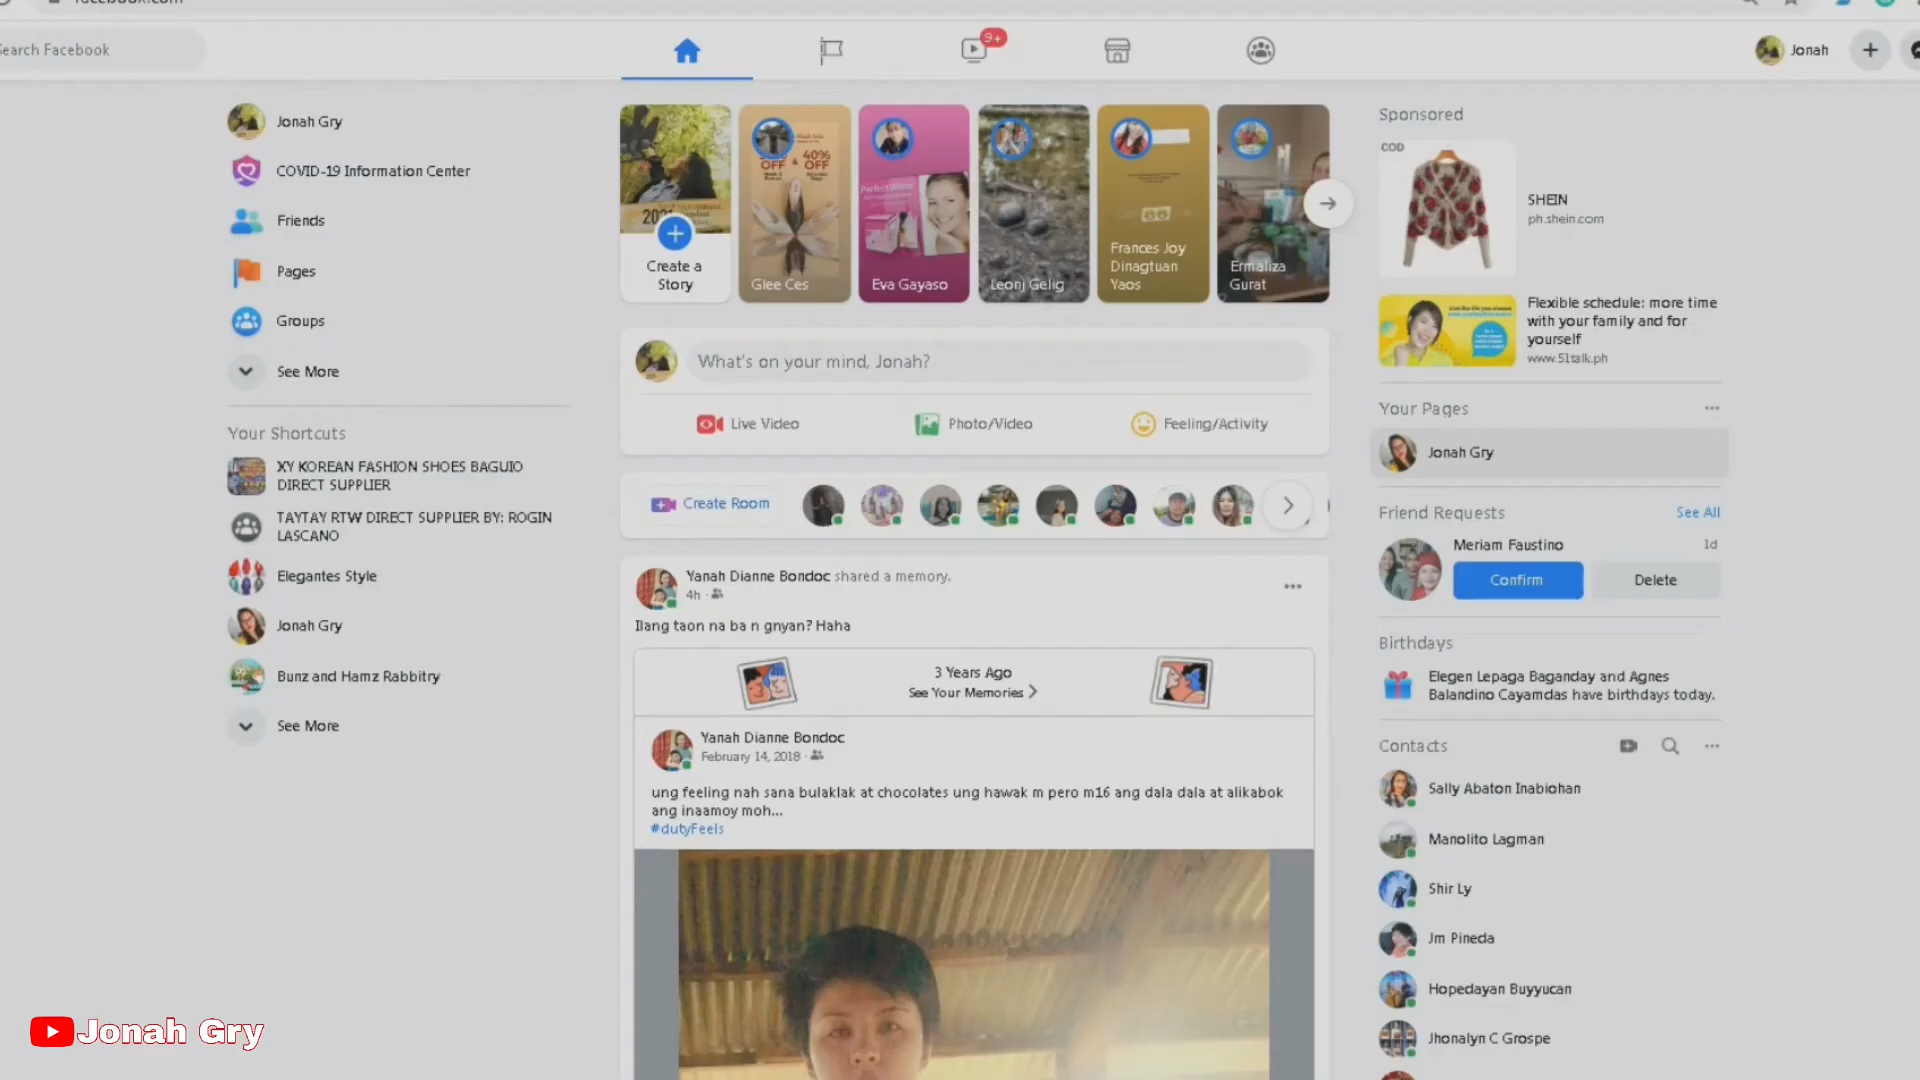 Search Facebook
9+
Jonah
Jonah Gry
COVID-19 Information Center
Friends
Pages
Groups
See More
Your Shortcuts
XY KOREAN FASHION SHOES BAGUIO
DIRECT SUPPLIER
TAYTAY RTW DIRECT SUPPLIER BY: ROGIN
LASCANO
Elegantes Style
Jonah Gry
Bunz and Hamz Rabbitry
See More
2021
Create a
Story
OFF & 40%
OFF
Glee Ces
Perfect White
Eva Gayaso
Leonj Gelig
Frances Joy
Dinagtuan
Yaos
Ermaliza
Gurat
What's on your mind, Jonah?
Live Video
Photo/Video
Feeling/Activity
Create Room
Yanah Dianne Bondoc shared a memory.
4h ·
Ilang taon na ba n gnyan? Haha
3 Years Ago
See Your Memories
Yanah Dianne Bondoc
February 14, 2018 ·
ung feeling nah sana bulaklak at chocolates ung hawak m pero m16 ang dala dala at alikabok
ang inaamoy moh...
#dutyFeels
Sponsored
COD
SHEIN
ph.shein.com
Flexible schedule: more time
with your family and for
yourself
www.51talk.ph
Your Pages
Jonah Gry
Friend Requests
See All
Meriam Faustino
1d
Confirm
Delete
Birthdays
Elegen Lepaga Baganday and Agnes
Balandino Cayamdas have birthdays today.
Contacts
Sally Abaton Inabiohan
Manolito Lagman
Shir Ly
Jm Pineda
Hopedayan Buyyucan
Jhonalyn C Grospe
Jonah Gry